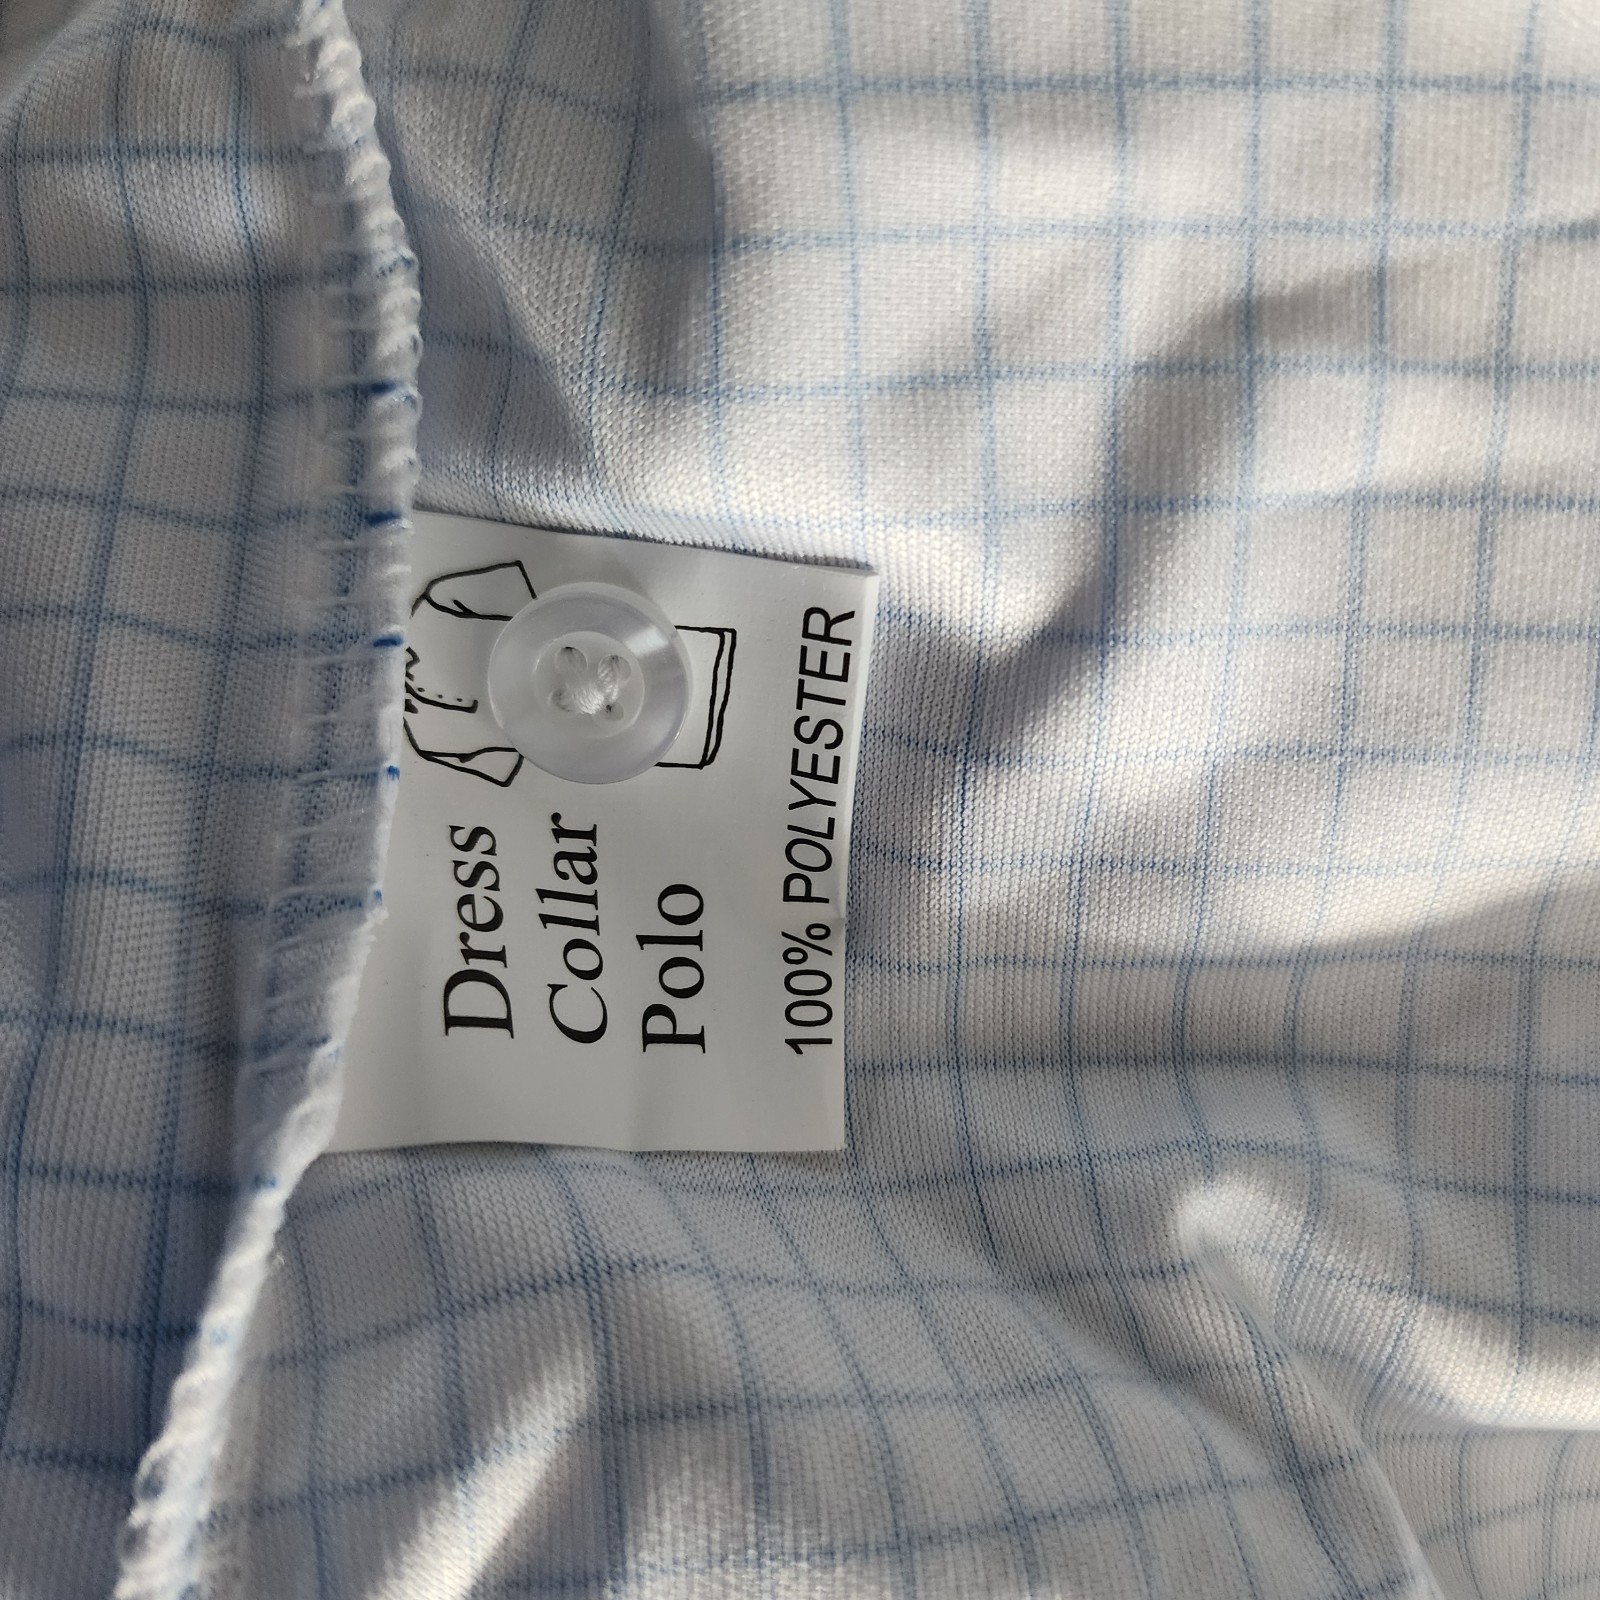 Dress
Collar
Polo
100% POLYESTER